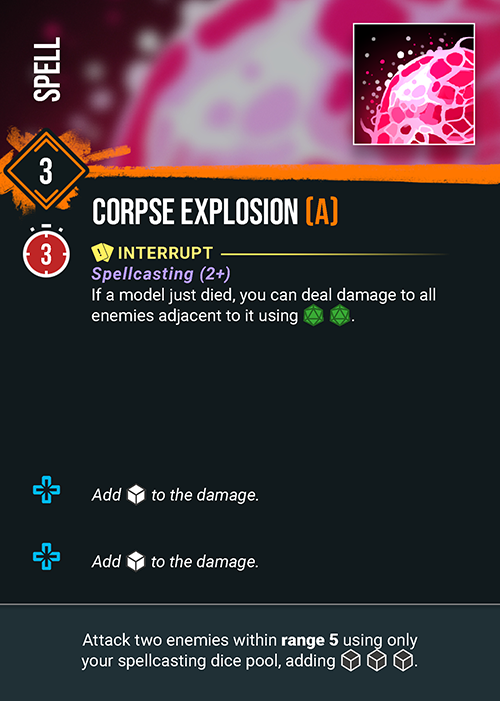 SPELL
3
CORPSE EXPLOSION (A)
3
! INTERRUPT
Spellcasting (2+)
If a model just died, you can deal damage to all
enemies adjacent to it using .
Add to the damage.
Add to the damage.
Attack two enemies within range 5 using only
your spellcasting dice pool, adding .